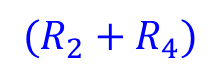 (R₂ + R₄)